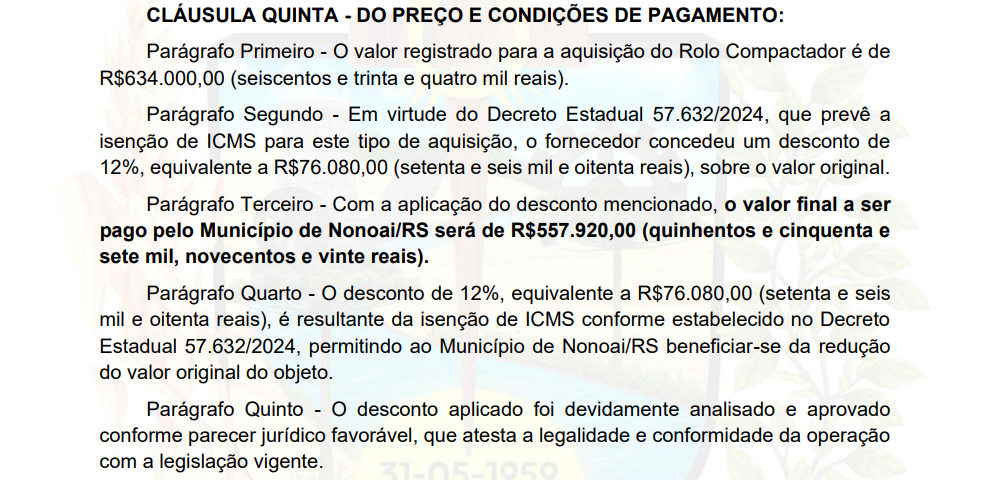 CLÁUSULA QUINTA - DO PREÇO E CONDIÇÕES DE PAGAMENTO:
Parágrafo Primeiro - O valor registrado para a aquisição do Rolo Compactador é de
R$634.000,00 (seiscentos e trinta e quatro mil reais).
Parágrafo Segundo - Em virtude do Decreto Estadual 57.632/2024, que prevê a
isenção de ICMS para este tipo de aquisição, o fornecedor concedeu um desconto de
12%, equivalente a R$76.080,00 (setenta e seis mil e oitenta reais), sobre o valor original.
Parágrafo Terceiro - Com a aplicação do desconto mencionado, o valor final a ser
pago pelo Município de Nonoai/RS será de R$557.920,00 (quinhentos e cinquenta e
sete mil, novecentos e vinte reais).
Parágrafo Quarto - O desconto de 12%, equivalente a R$76.080,00 (setenta e seis
mil e oitenta reais), é resultante da isenção de ICMS conforme estabelecido no Decreto
Estadual 57.632/2024, permitindo ao Município de Nonoai/RS beneficiar-se da redução
do valor original do objeto.
Parágrafo Quinto - O desconto aplicado foi devidamente analisado e aprovado
conforme parecer jurídico favorável, que atesta a legalidade e conformidade da operação
com a legislação vigente.
31-05-1959